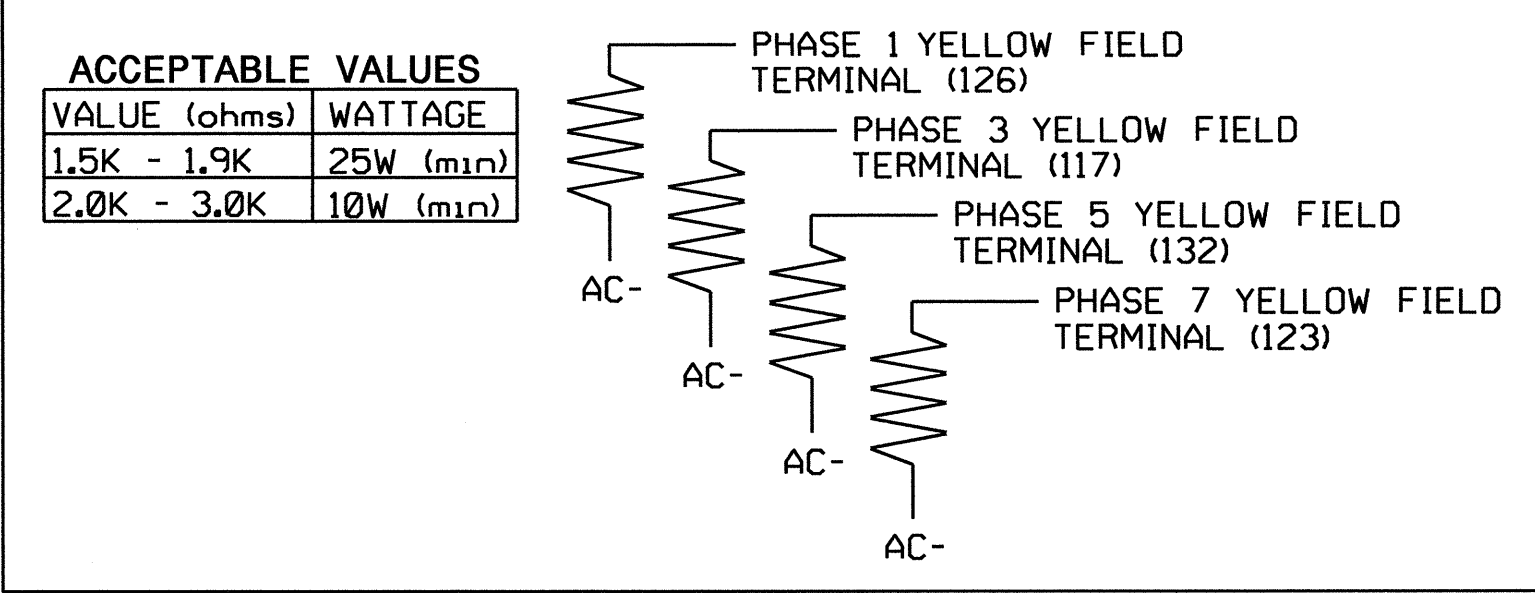 ACCEPTABLE VALUES
VALUE (ohms) WATTAGE
1.5K - 1.9K 25W (min)
2.0K - 3.0K 10W (min)
PHASE 1 YELLOW FIELD
TERMINAL (126)
AC-
PHASE 3 YELLOW FIELD
TERMINAL (117)
AC-
PHASE 5 YELLOW FIELD
TERMINAL (132)
AC-
PHASE 7 YELLOW FIELD
TERMINAL (123)
AC-